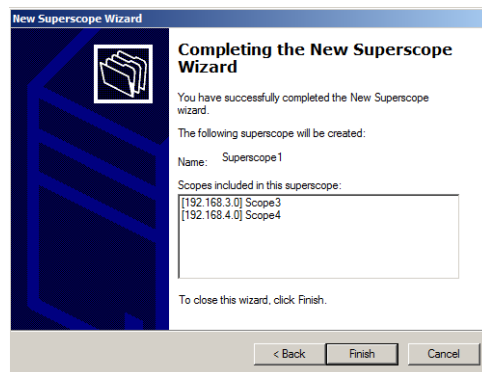 New Superscope Wizard
Completing the New Superscope
Wizard
You have successfully completed the New Superscope
wizard.
The following superscope will be created:
Name: Superscope1
Scopes included in this superscope:
[192.168.3.0] Scope3
[192.168.4.0] Scope4
To close this wizard, click Finish.
< Back Finish Cancel